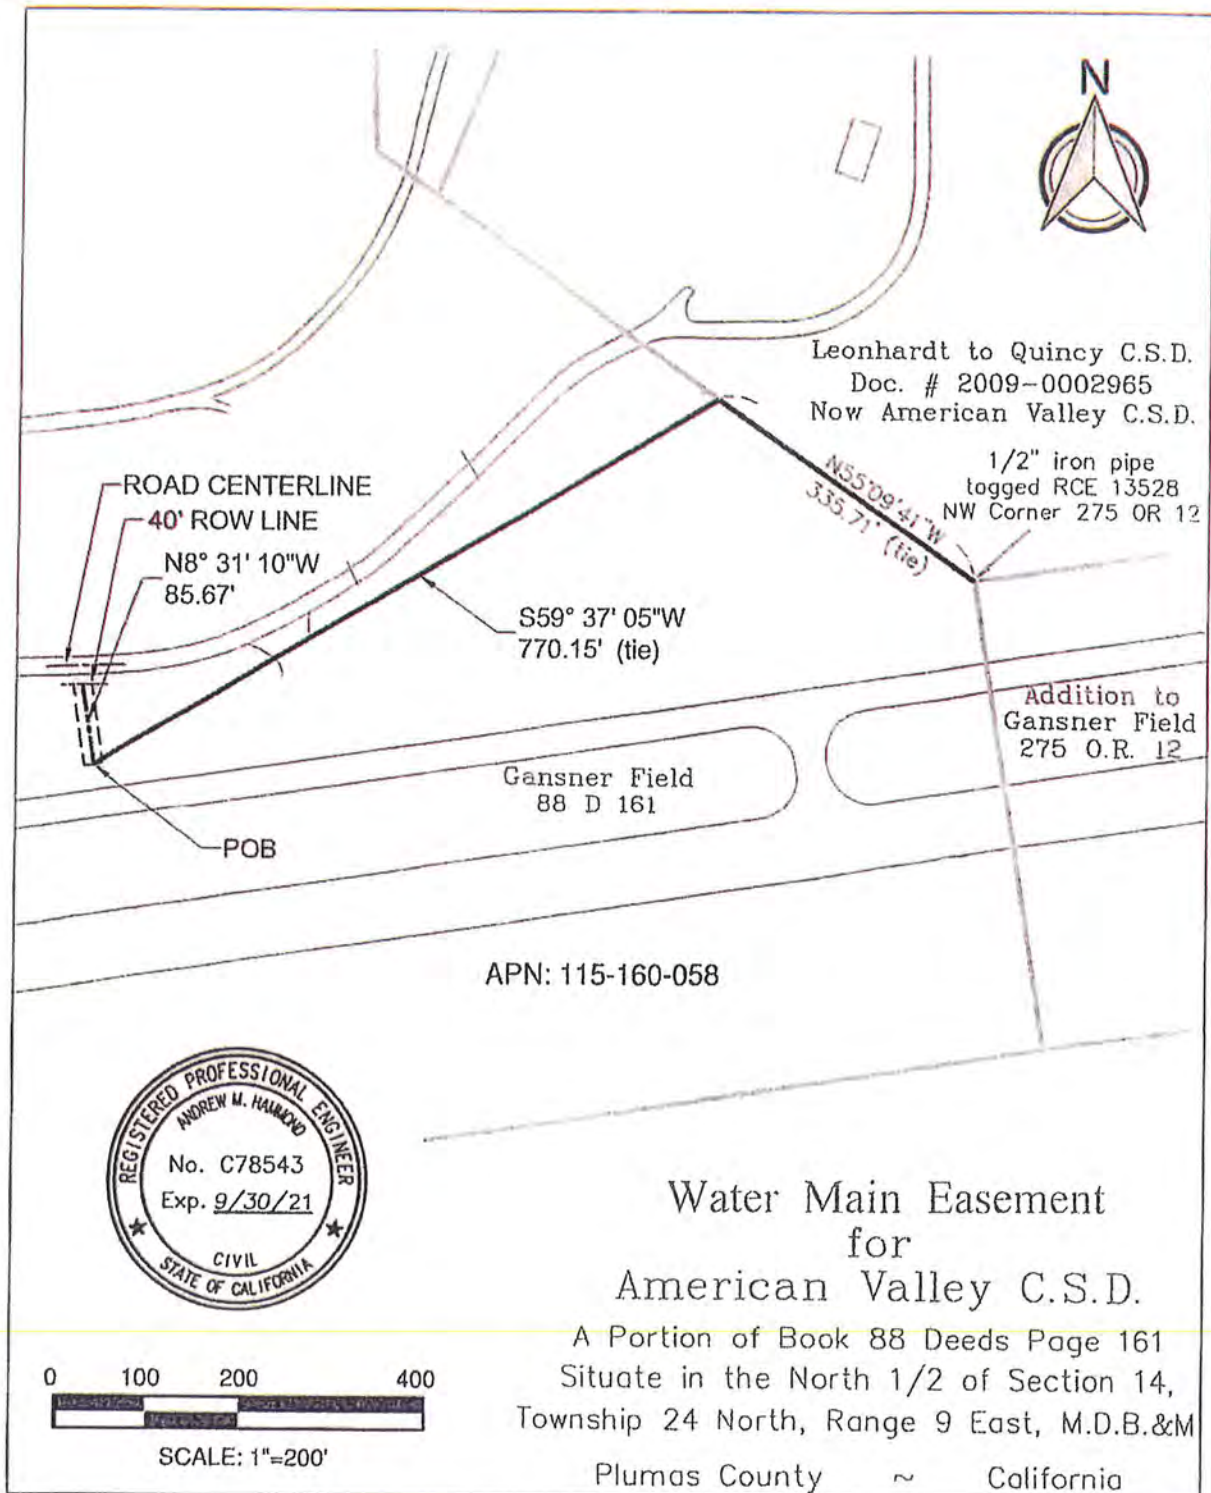 N
Leonhardt to Quincy C.S.D.
Doc. # 2009-0002965
Now American Valley C.S.D.
1/2" iron pipe
tagged RCE 13528
NW Corner 275 OR 12
N55°09'41"W
335.71' (tie)
ROAD CENTERLINE
40' ROW LINE
N8° 31' 10"W
85.67'
S59° 37' 05"W
770.15' (tie)
Addition to
Gansner Field
275 O.R. 12
Gansner Field
88 D 161
POB
APN: 115-160-058
REGISTERED PROFESSIONAL ENGINEER
ANDREW M. HAMMOND
No. C78543
Exp. 9/30/21
CIVIL
STATE OF CALIFORNIA
Water Main Easement
for
American Valley C.S.D.
A Portion of Book 88 Deeds Page 161
Situate in the North 1/2 of Section 14,
Township 24 North, Range 9 East, M.D.B.&M
Plumas County ~ California
0 100 200 400
SCALE: 1"=200'